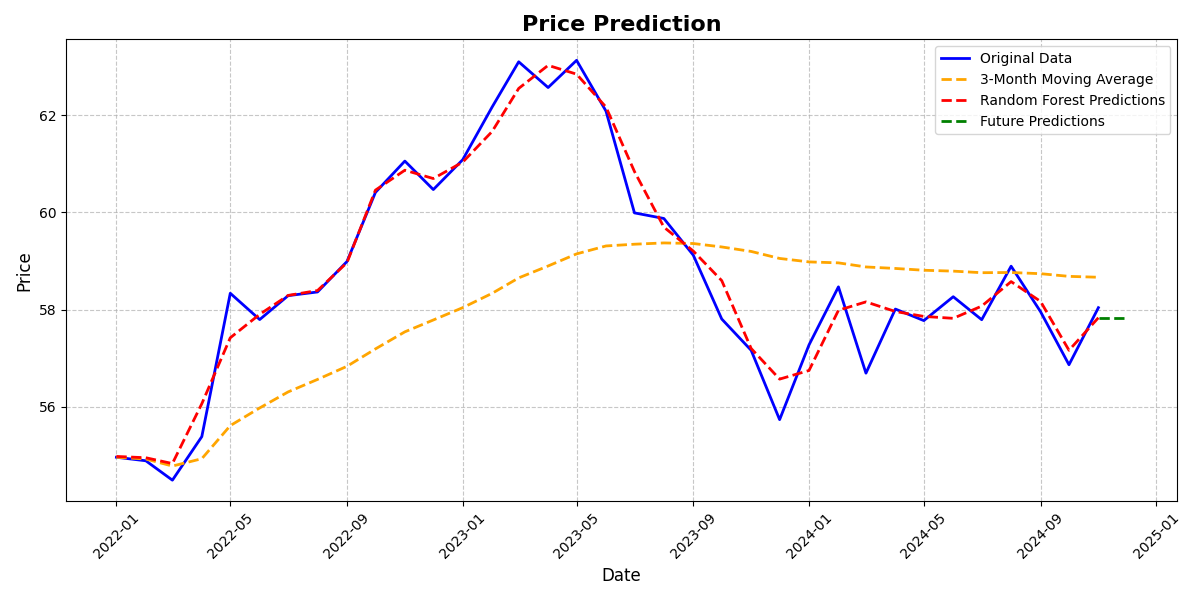 Price Prediction
Original Data
3-Month Moving Average
Random Forest Predictions
Future Predictions
Price
62
60
58
56
2022-01
2022-05
2022-09
2023-01
2023-05
2023-09
2024-01
2024-05
2024-09
2025-01
Date